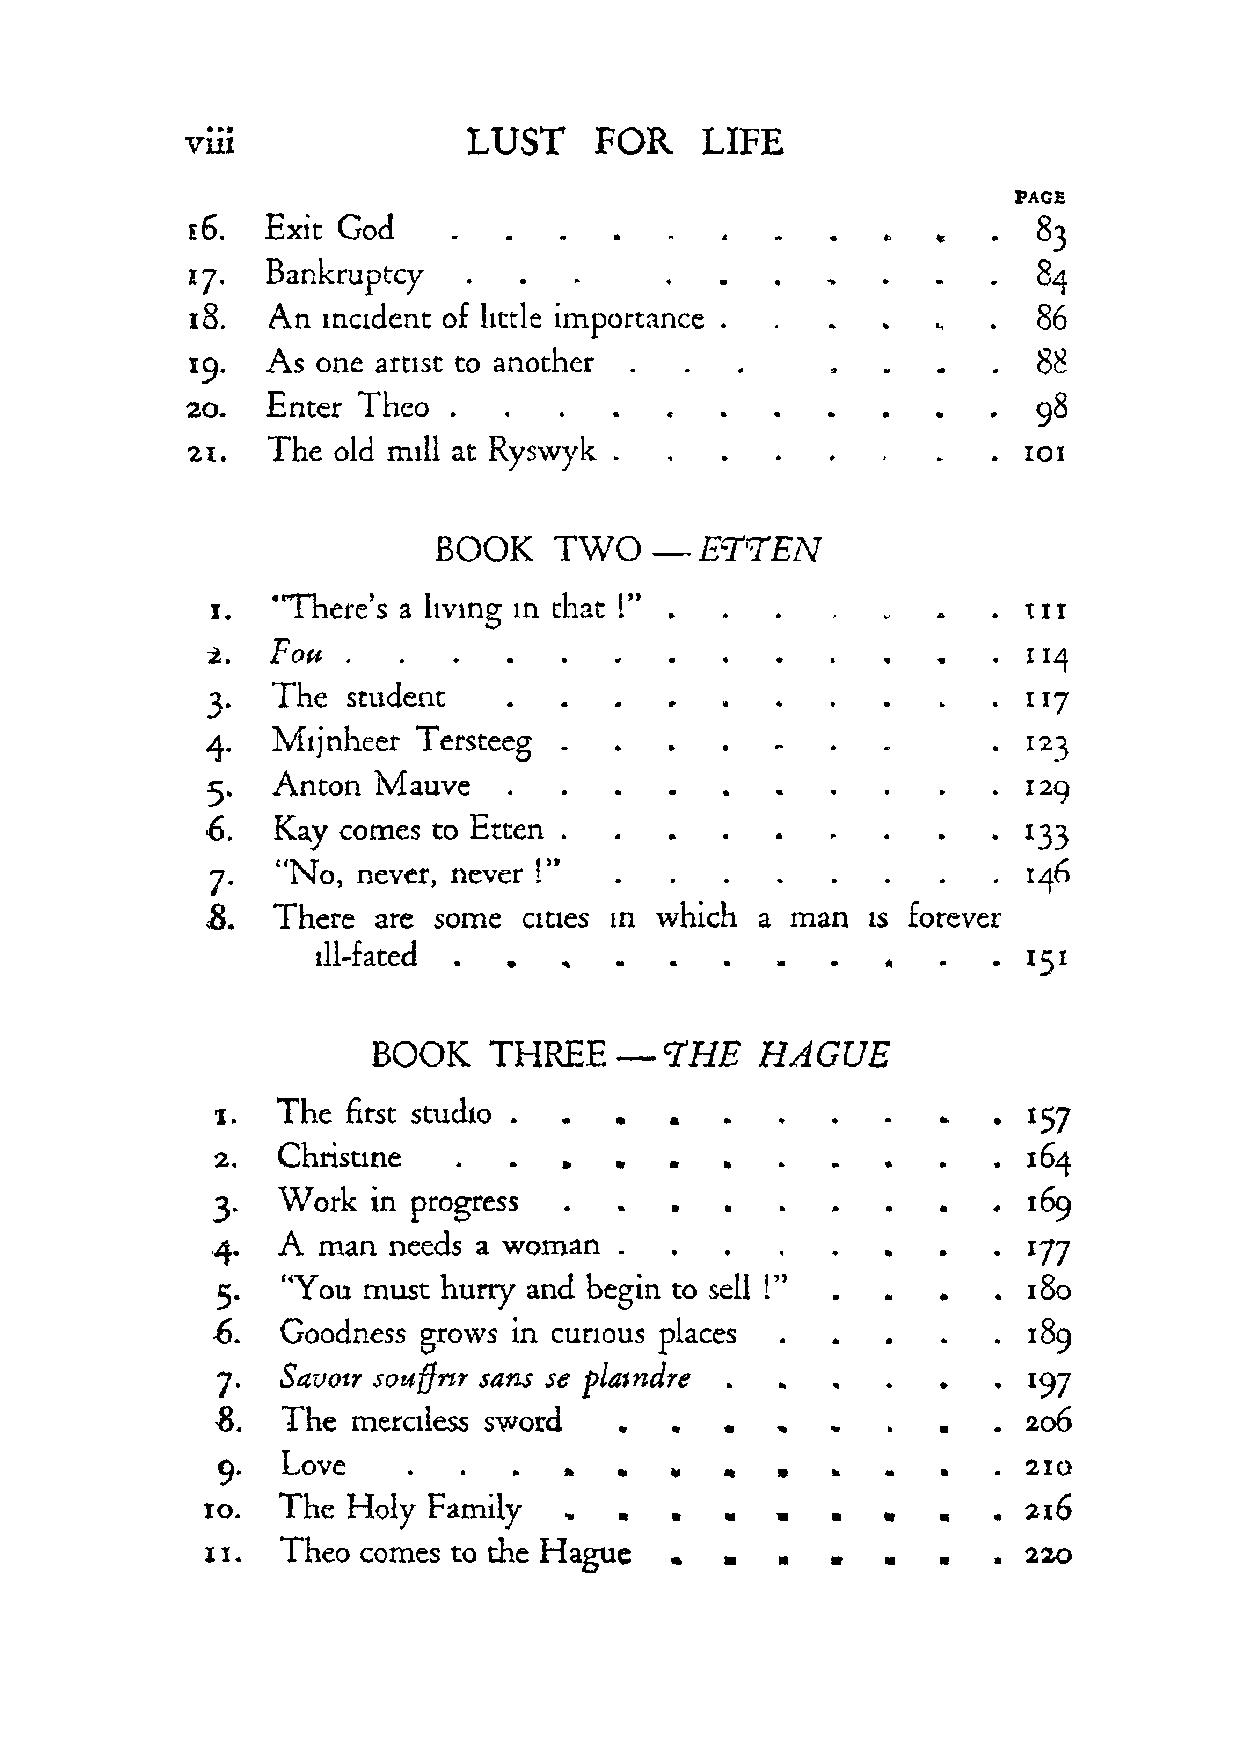 viii LUST FOR LIFE
PAGE
16. Exit God . . . . . . . . . . . 83
17. Bankruptcy . . . . . . . . . . 84
18. An incident of little importance . . . . . . 86
19. As one artist to another . . . . . . . 88
20. Enter Theo . . . . . . . . . . . 98
21. The old mill at Ryswyk . . . . . . . . 101
BOOK TWO — ETTEN
1. "There's a living in that !" . . . . . . . 111
2. Fou . . . . . . . . . . . . . 114
3. The student . . . . . . . . . . 117
4. Mijnheer Tersteeg . . . . . . . . 123
5. Anton Mauve . . . . . . . . . . 129
6. Kay comes to Etten . . . . . . . . . 133
7. "No, never, never !" . . . . . . . . 146
8. There are some cities in which a man is forever
ill-fated . . . . . . . . . . . 151
BOOK THREE — THE HAGUE
1. The first studio . . . . . . . . . . 157
2. Christine . . . . . . . . . . . 164
3. Work in progress . . . . . . . . . 169
4. A man needs a woman . . . . . . . . 177
5. "You must hurry and begin to sell !" . . . . 180
6. Goodness grows in curious places . . . . . 189
7. Savoir souffrir sans se plaindre . . . . . . 197
8. The merciless sword . . . . . . . . 206
9. Love . . . . . . . . . . . . 210
10. The Holy Family . . . . . . . . . 216
11. Theo comes to the Hague . . . . . . . 220